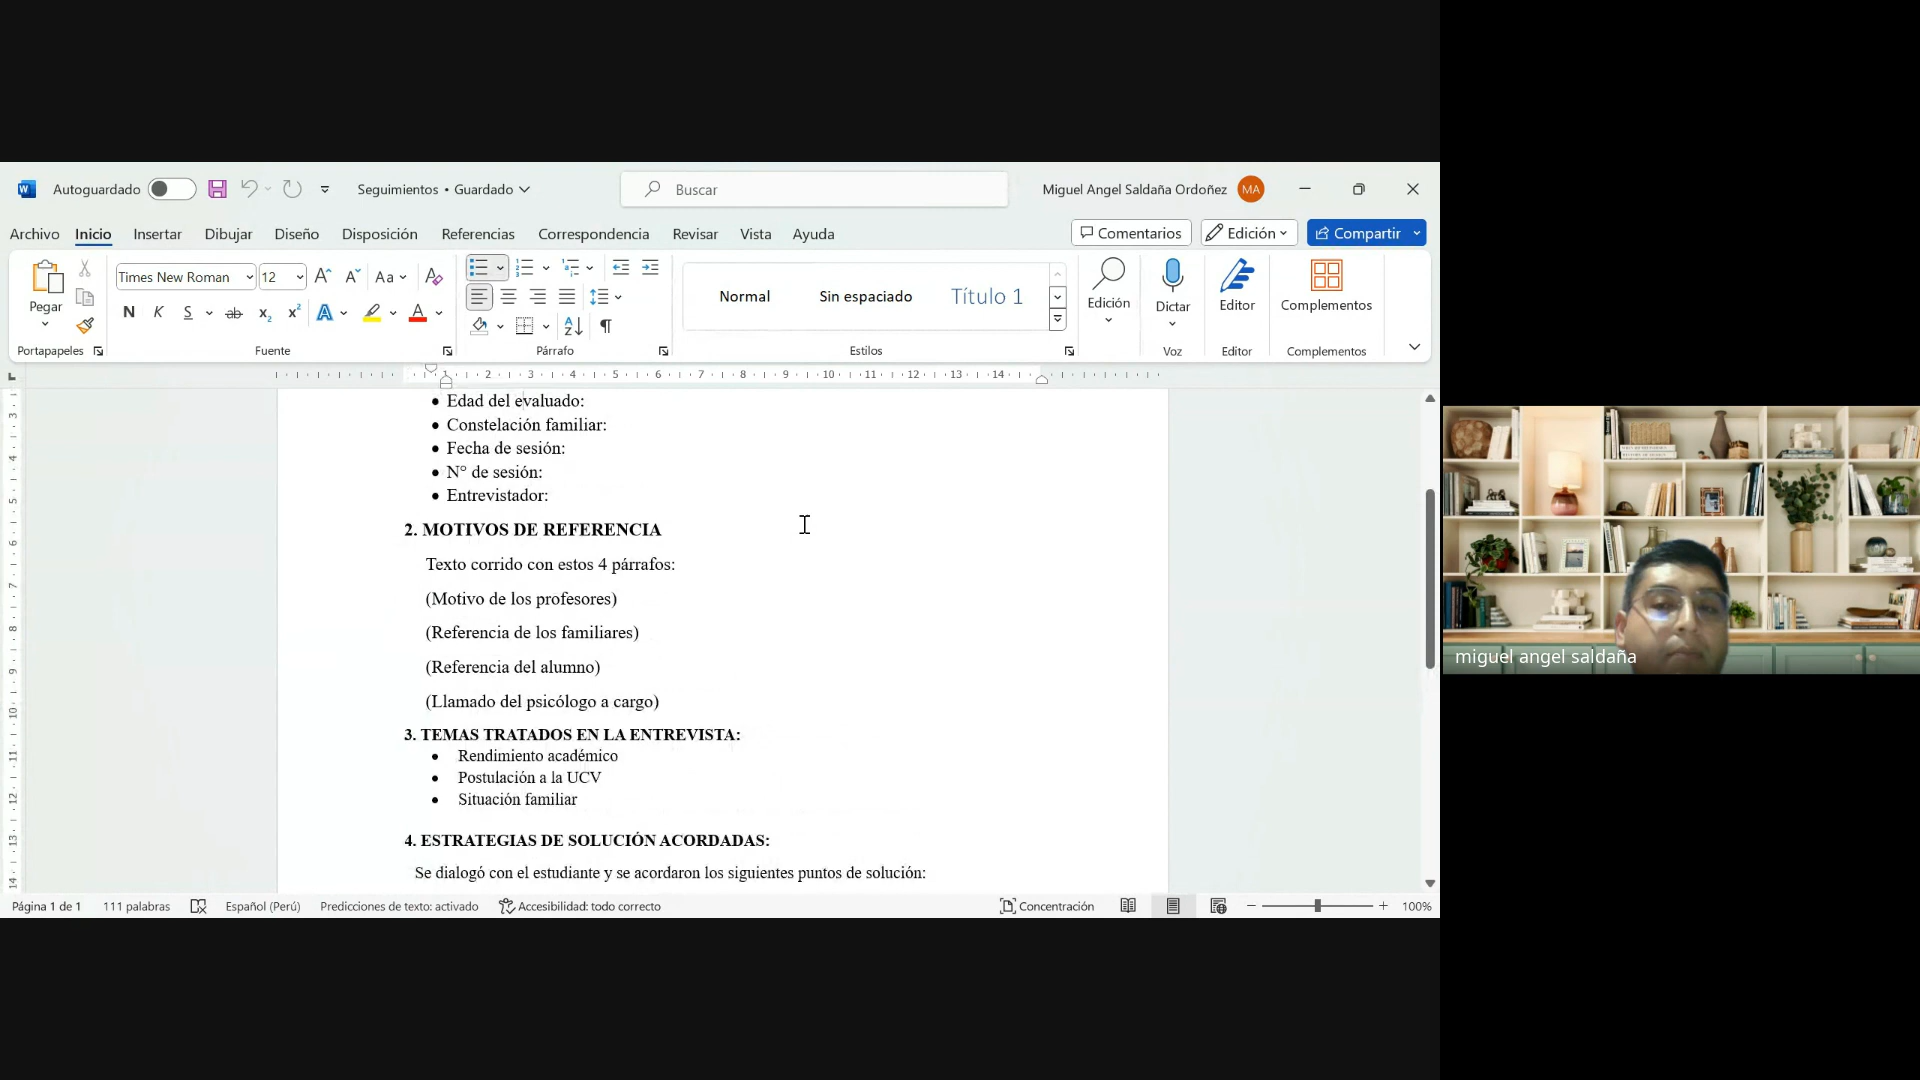 Autoguardado
Seguimientos • Guardado
Buscar
Miguel Angel Saldaña Ordoñez
MA
Archivo Inicio Insertar Dibujar Diseño Disposición Referencias Correspondencia Revisar Vista Ayuda
Comentarios
Edición
Compartir
Times New Roman
12
Pegar
N K S ab
Normal
Sin espaciado
Título 1
Edición
Dictar
Editor
Complementos
Portapapeles
Fuente
Párrafo
Estilos
Voz
Editor
Complementos
• Edad del evaluado:
• Constelación familiar:
• Fecha de sesión:
• N° de sesión:
• Entrevistador:
2. MOTIVOS DE REFERENCIA
Texto corrido con estos 4 párrafos:
(Motivo de los profesores)
(Referencia de los familiares)
(Referencia del alumno)
(Llamado del psicólogo a cargo)
3. TEMAS TRATADOS EN LA ENTREVISTA:
• Rendimiento académico
• Postulación a la UCV
• Situación familiar
4. ESTRATEGIAS DE SOLUCIÓN ACORDADAS:
Se dialogó con el estudiante y se acordaron los siguientes puntos de solución:
Página 1 de 1
111 palabras
Español (Perú)
Predicciones de texto: activado
Accesibilidad: todo correcto
Concentración
100%
miguel angel saldaña